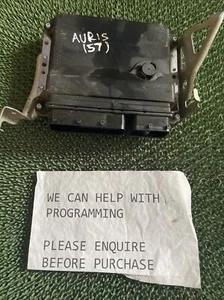 AURIS
(57)
WE CAN HELP WITH
PROGRAMMING
PLEASE ENQUIRE
BEFORE PURCHASE